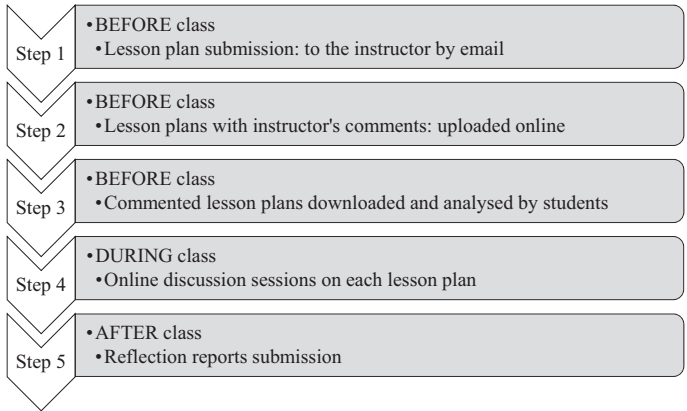 Step 1
•BEFORE class
•Lesson plan submission: to the instructor by email
Step 2
•BEFORE class
•Lesson plans with instructor's comments: uploaded online
Step 3
•BEFORE class
•Commented lesson plans downloaded and analysed by students
Step 4
•DURING class
•Online discussion sessions on each lesson plan
Step 5
•AFTER class
•Reflection reports submission